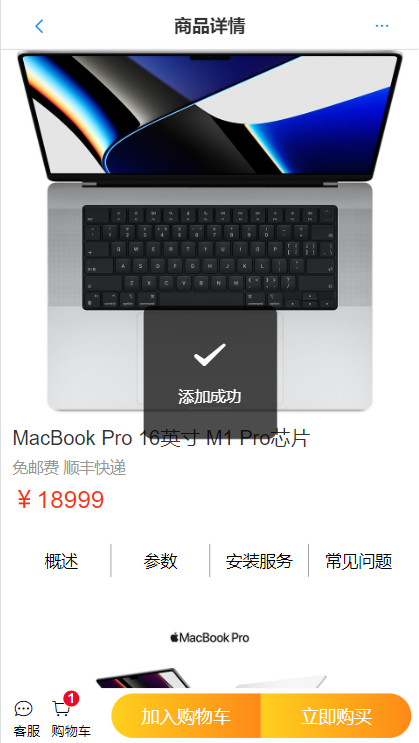 商品详情
添加成功
MacBook Pro 16英寸 M1 Pro芯片
免邮费 顺丰快递
￥18999
概述
参数
安装服务
常见问题
MacBook Pro
1
客服
购物车
加入购物车
立即购买